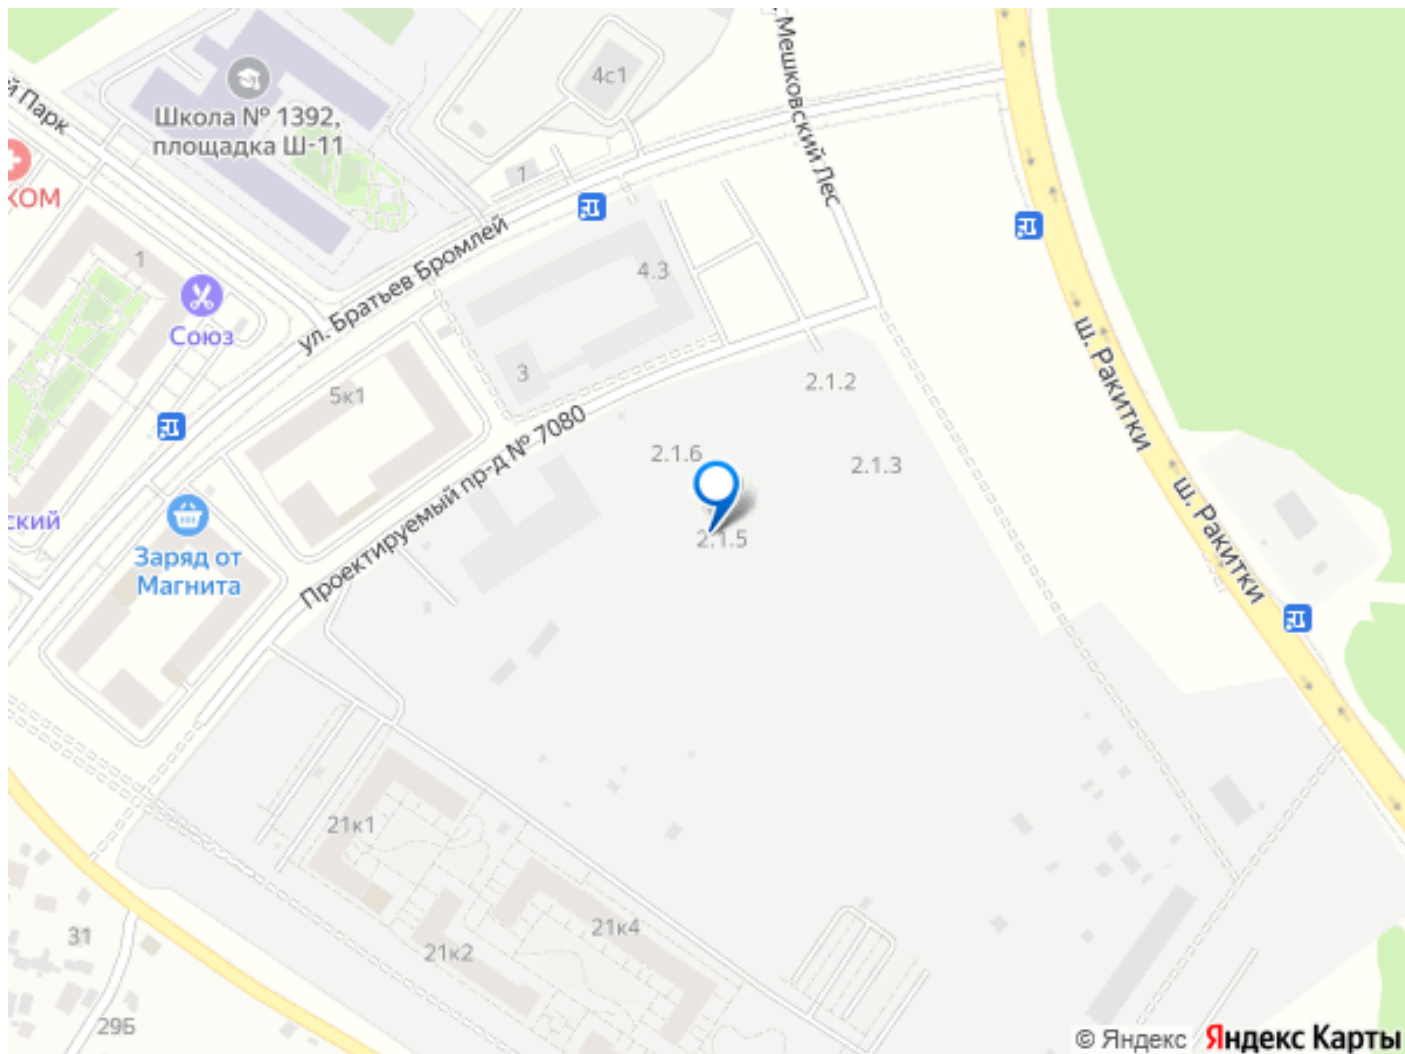 й Парк
Школа № 1392,
площадка Ш-11
4с1
Мешковский Лес
КОМ
1
1
ул. Братьев Бромлей
4.3
Союз
ш. Ракитки
3
2.1.2
5к1
Проектируемый пр-д № 7080
2.1.6
2.1.3
ш. Ракитки
ский
2.1.5
Заряд от
Магнита
21к1
21к4
31
21к2
29Б
© Яндекс
Яндекс Карты